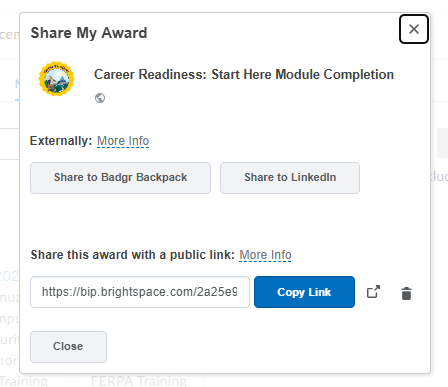 Share My Award
Career Readiness: Start Here Module Completion
Externally: More Info
Share to Badgr Backpack
Share to LinkedIn
Share this award with a public link: More Info
https://bip.brightspace.com/2a25e9
Copy Link
Close
Training
FERPA Training